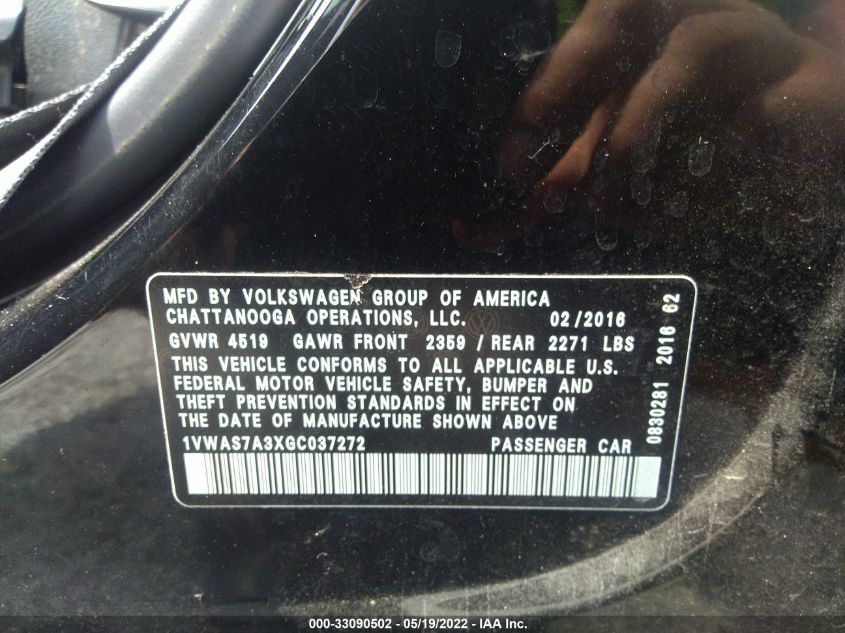 MFD BY VOLKSWAGEN GROUP OF AMERICA
CHATTANOOGA OPERATIONS, LLC. 02/2016
GVWR 4519 GAWR FRONT 2359 / REAR 2271 LBS
THIS VEHICLE CONFORMS TO ALL APPLICABLE U.S.
FEDERAL MOTOR VEHICLE SAFETY, BUMPER AND
THEFT PREVENTION STANDARDS IN EFFECT ON
THE DATE OF MANUFACTURE SHOWN ABOVE
1VWAS7A3XGC037272 PASSENGER CAR
0830281 2016 62
000-33090502 - 05/19/2022 - IAA Inc.